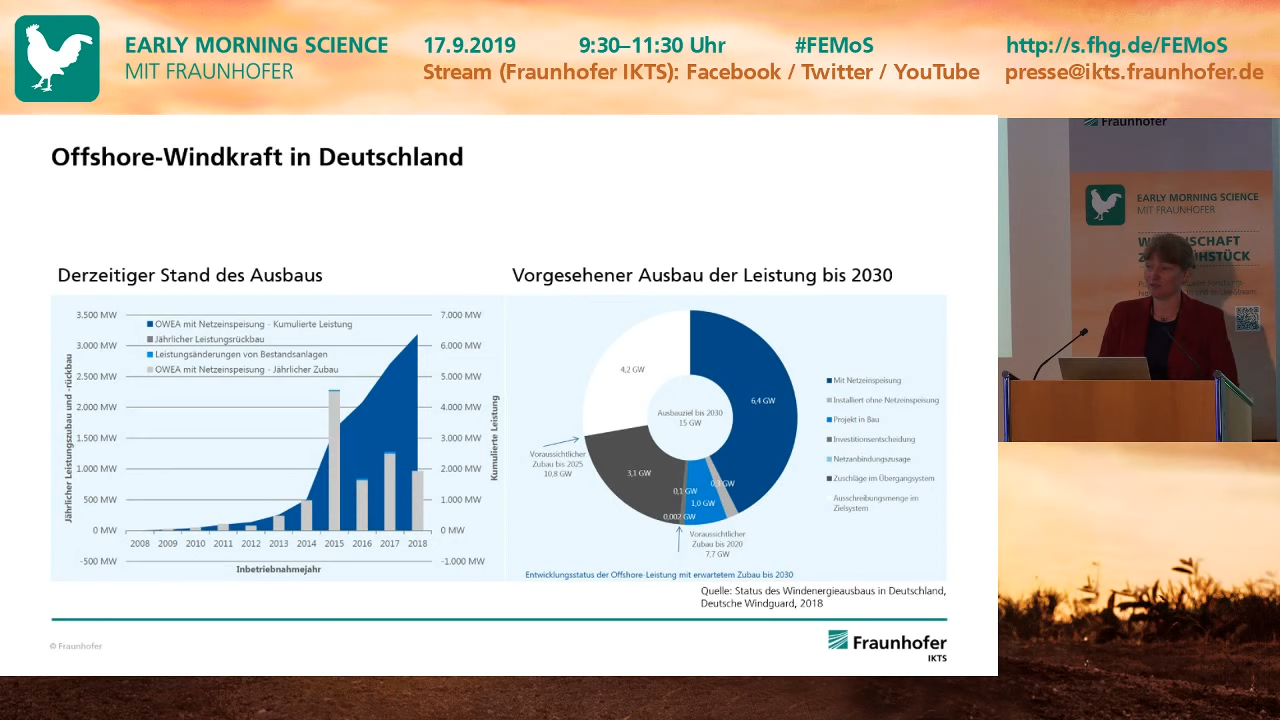 EARLY MORNING SCIENCE
MIT FRAUNHOFER
17.9.2019 9:30–11:30 Uhr #FEMoS http://s.fhg.de/FEMoS
Stream (Fraunhofer IKTS): Facebook / Twitter / YouTube presse@ikts.fraunhofer.de
Offshore-Windkraft in Deutschland
Derzeitiger Stand des Ausbaus
3.500 MW
3.000 MW
2.500 MW
2.000 MW
1.500 MW
1.000 MW
500 MW
0 MW
-500 MW
Jährlicher Leistungszubau und -rückbau
OWEA mit Netzeinspeisung - Kumulierte Leistung
Jährlicher Leistungsrückbau
Leistungsänderungen von Bestandsanlagen
OWEA mit Netzeinspeisung - Jährlicher Zubau
7.000 MW
6.000 MW
5.000 MW
4.000 MW
3.000 MW
2.000 MW
1.000 MW
0 MW
-1.000 MW
Kumulierte Leistung
2008 2009 2010 2011 2012 2013 2014 2015 2016 2017 2018
Inbetriebnahmejahr
Vorgesehener Ausbau der Leistung bis 2030
4,2 GW
6,4 GW
Ausbauziel bis 2030
15 GW
Voraussichtlicher
Zubau bis 2025
10,8 GW
3,1 GW
0,1 GW
0,3 GW
1,0 GW
0,002 GW
Voraussichtlicher
Zubau bis 2020
7,7 GW
Mit Netzeinspeisung
Installiert ohne Netzeinspeisung
Projekt in Bau
Investitionsentscheidung
Netzanbindungszusage
Zuschläge im Übergangsystem
Ausschreibungsmenge im
Zielsystem
Entwicklungsstatus der Offshore-Leistung mit erwartetem Zubau bis 2030
Quelle: Status des Windenergieausbaus in Deutschland,
Deutsche Windguard, 2018
© Fraunhofer
Fraunhofer
IKTS
Fraunhofer
EARLY MORNING SCIENCE
MIT FRAUNHOFER